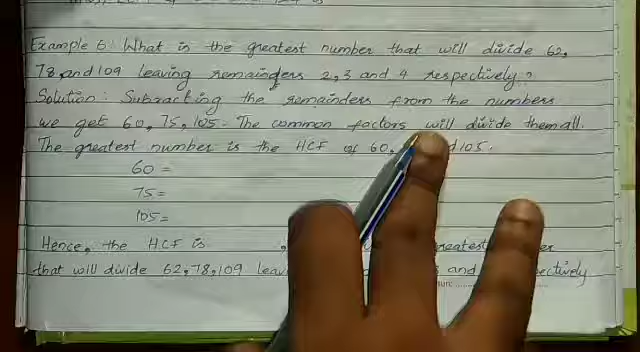 Example 6: What is the greatest number that will divide 62,
78, and 109 leaving remainders 2, 3 and 4 respectively?
Solution: Subtracting the remainders from the numbers
we get 60, 75, 105. The common factors will divide them all.
The greatest number is the HCF of 60, 105.
60 =
75 =
105 =
Hence, the HCF is ,
that will divide 62, 78, 109 and